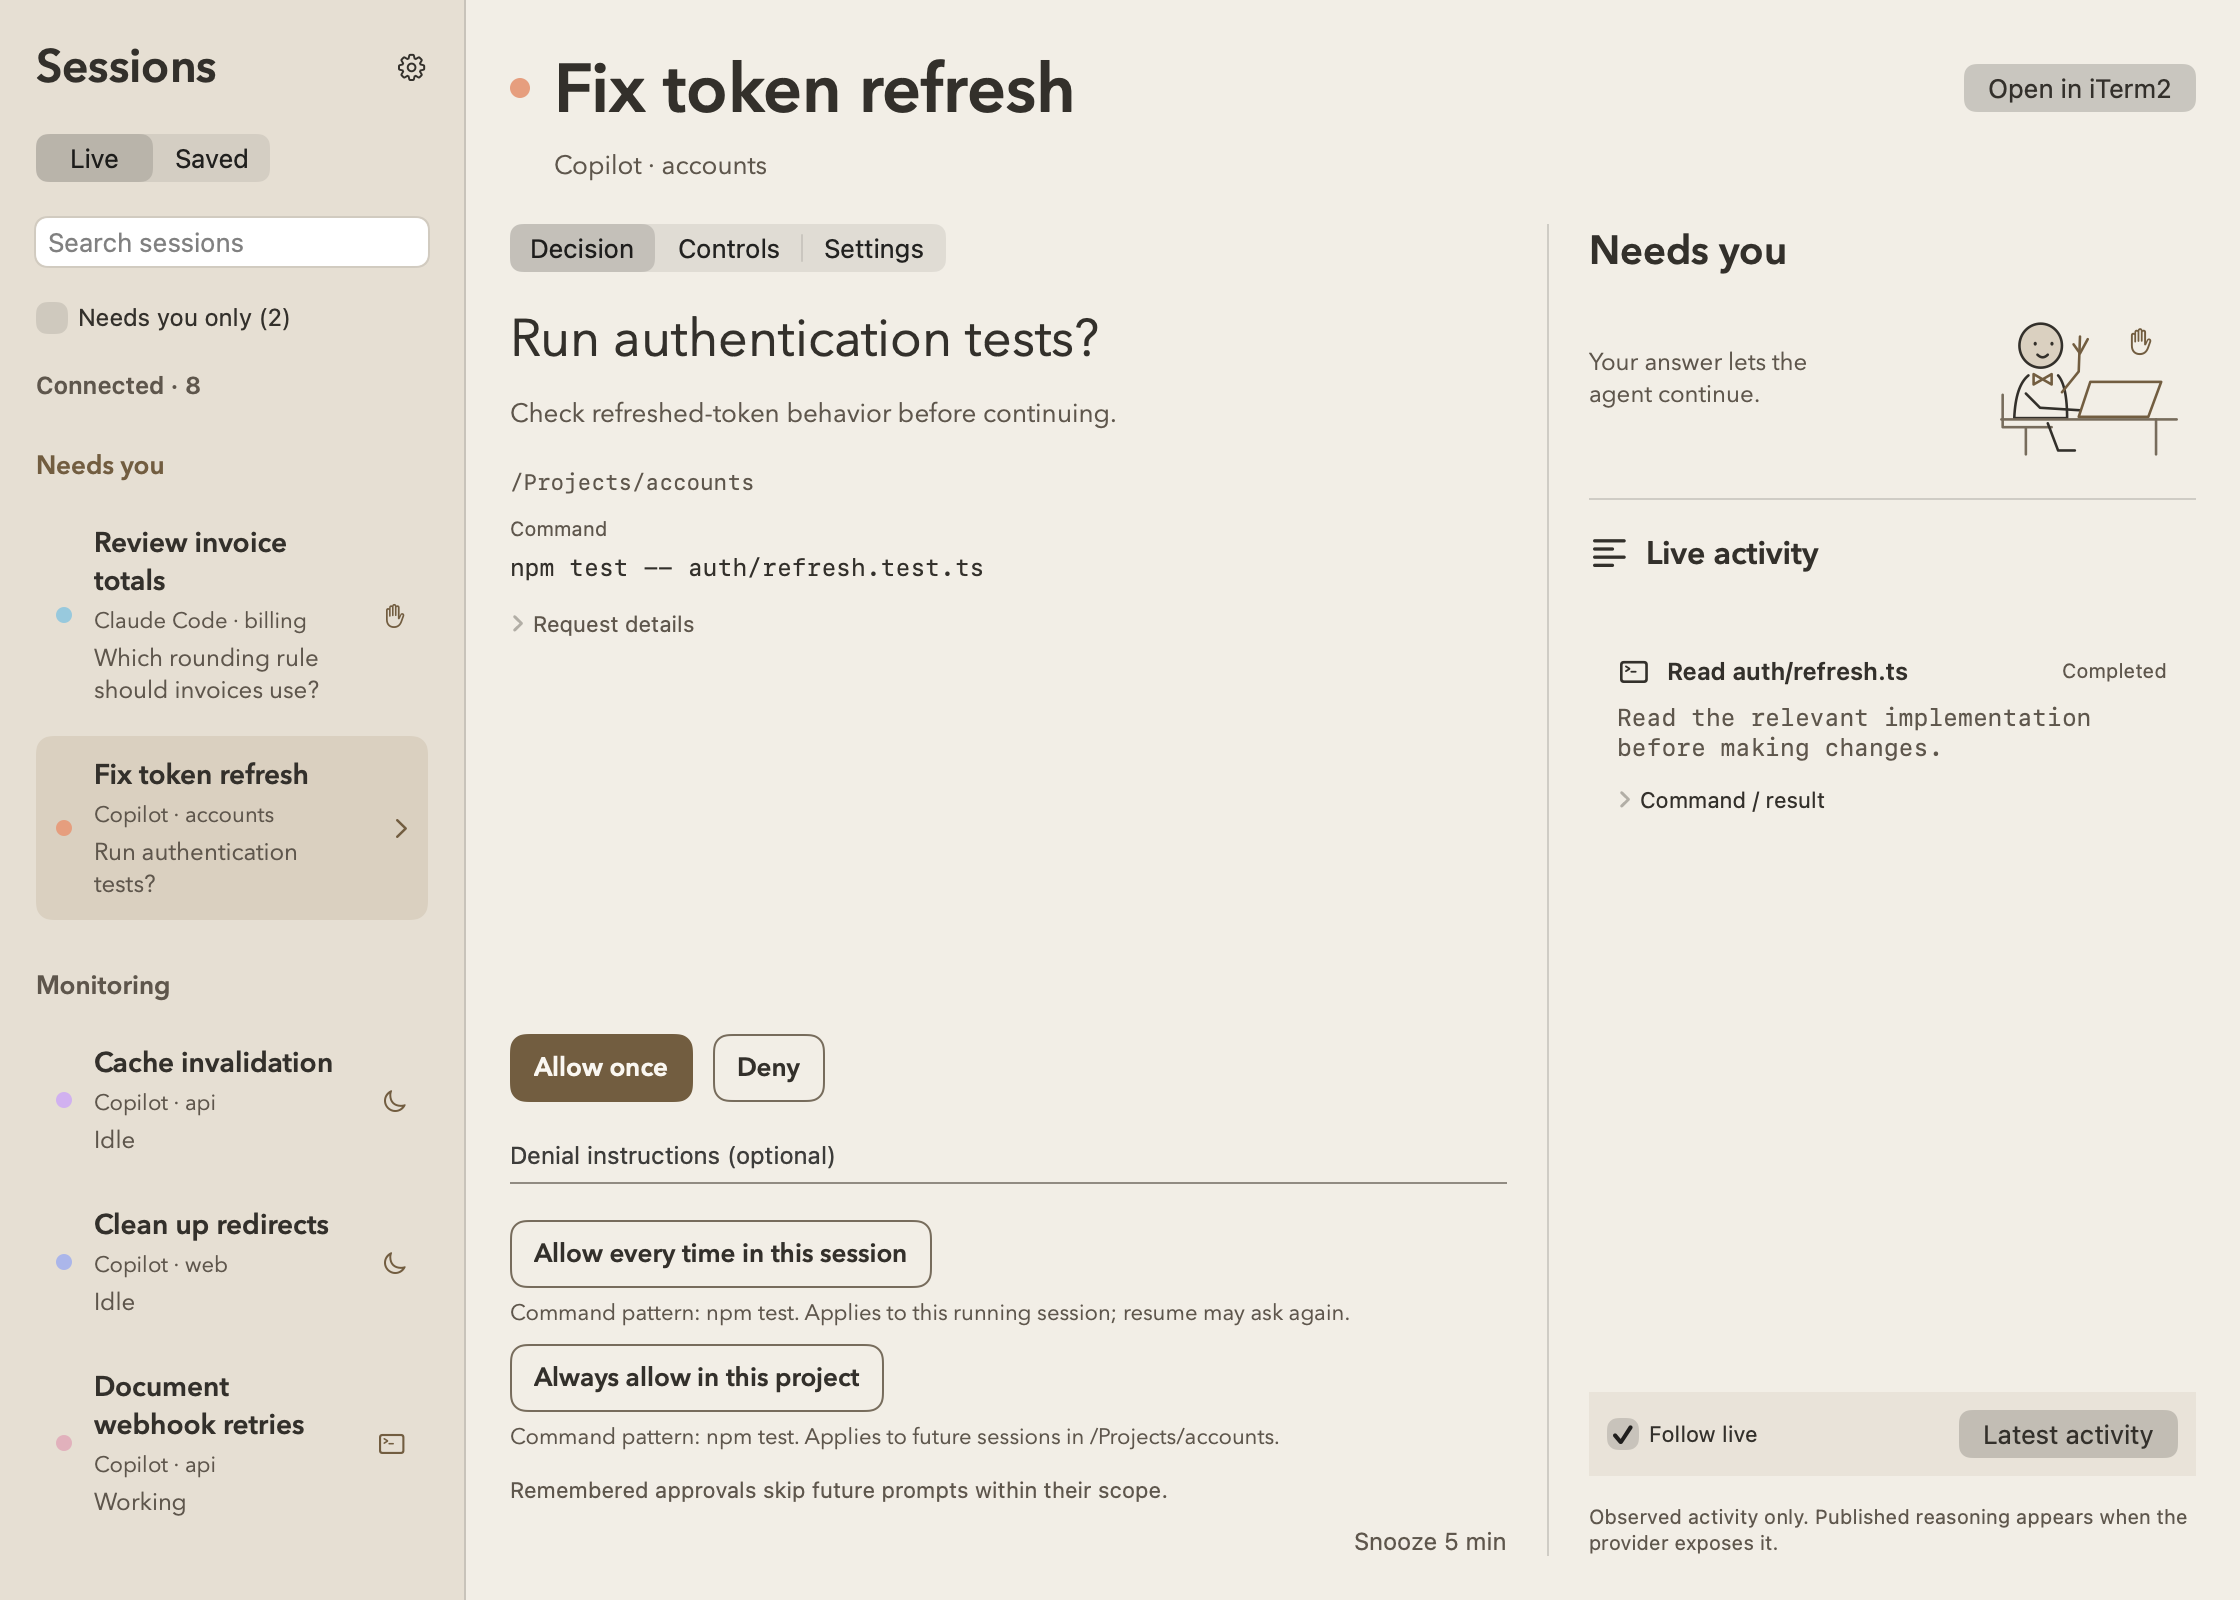 Sessions
Live
Saved
Search sessions
Needs you only (2)
Connected · 8
Needs you
Review invoice
totals
Claude Code · billing
Which rounding rule
should invoices use?
Fix token refresh
Copilot · accounts
Run authentication
tests?
Monitoring
Cache invalidation
Copilot · api
Idle
Clean up redirects
Copilot · web
Idle
Document
webhook retries
Copilot · api
Working
Fix token refresh
Copilot · accounts
Open in iTerm2
Decision
Controls
Settings
Run authentication tests?
Check refreshed-token behavior before continuing.
/Projects/accounts
Command
npm test -- auth/refresh.test.ts
Request details
Allow once
Deny
Denial instructions (optional)
Allow every time in this session
Command pattern: npm test. Applies to this running session; resume may ask again.
Always allow in this project
Command pattern: npm test. Applies to future sessions in /Projects/accounts.
Remembered approvals skip future prompts within their scope.
Snooze 5 min
Needs you
Your answer lets the
agent continue.
Live activity
Read auth/refresh.ts
Completed
Read the relevant implementation
before making changes.
Command / result
Follow live
Latest activity
Observed activity only. Published reasoning appears when the
provider exposes it.